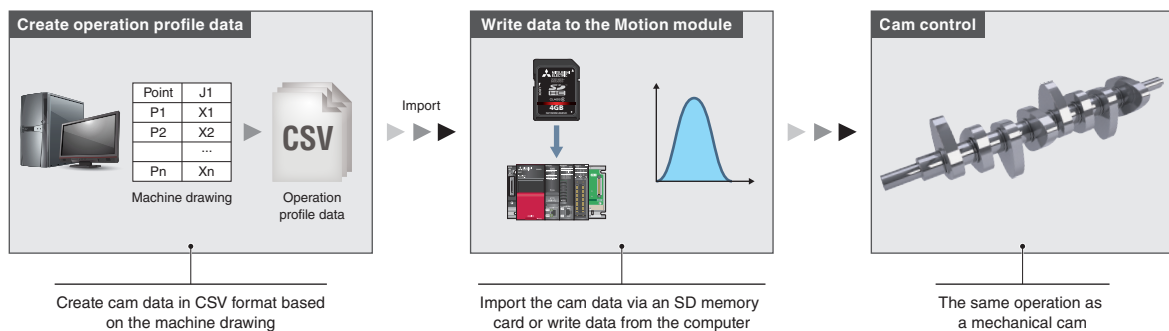 Create operation profile data
Point J1
P1 X1
P2 X2
...
Pn Xn
Machine drawing
CSV
Operation
profile data
Create cam data in CSV format based
on the machine drawing
Import
Write data to the Motion module
4GB
Import the cam data via an SD memory
card or write data from the computer
Cam control
The same operation as
a mechanical cam